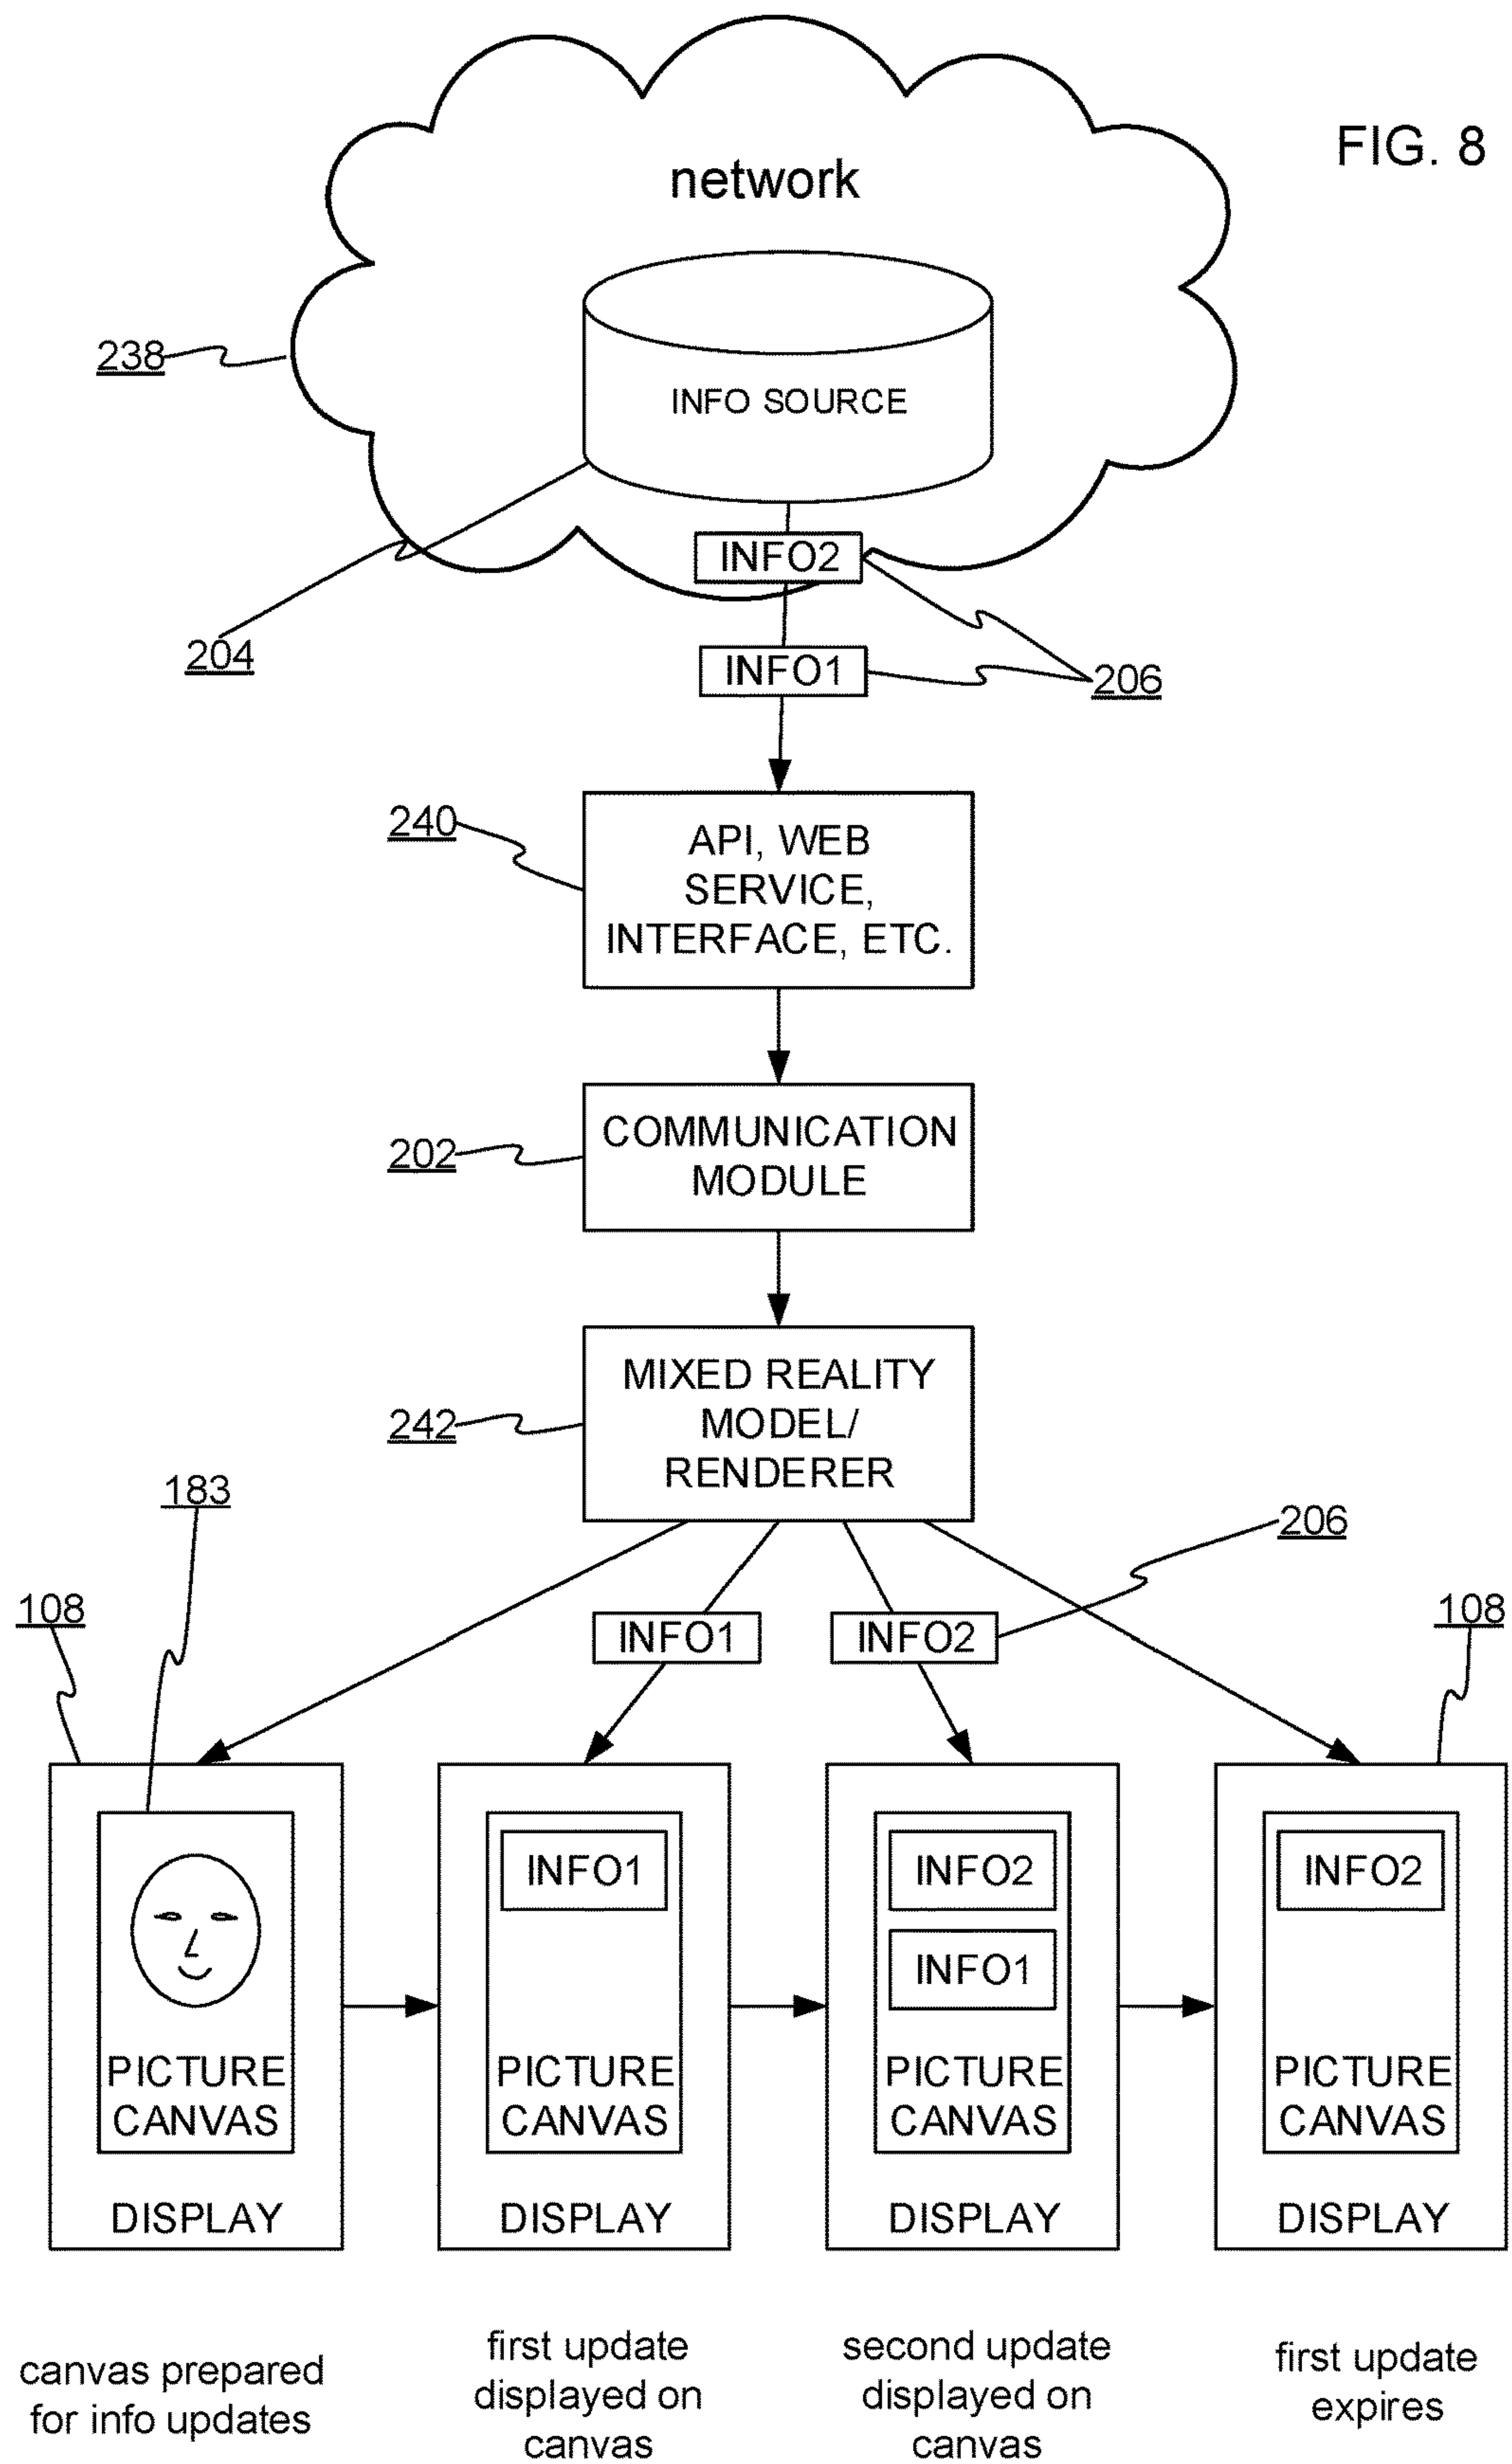 FIG. 8
network
238
INFO SOURCE
INFO2
204
INFO1
206
240
API, WEB
SERVICE,
INTERFACE, ETC.
202
COMMUNICATION
MODULE
242
MIXED REALITY
MODEL/
RENDERER
183
206
108
INFO1
INFO2
108
PICTURE
CANVAS
DISPLAY
INFO1
PICTURE
CANVAS
DISPLAY
INFO2
INFO1
PICTURE
CANVAS
DISPLAY
INFO2
PICTURE
CANVAS
DISPLAY
canvas prepared
for info updates
first update
displayed on
canvas
second update
displayed on
canvas
first update
expires